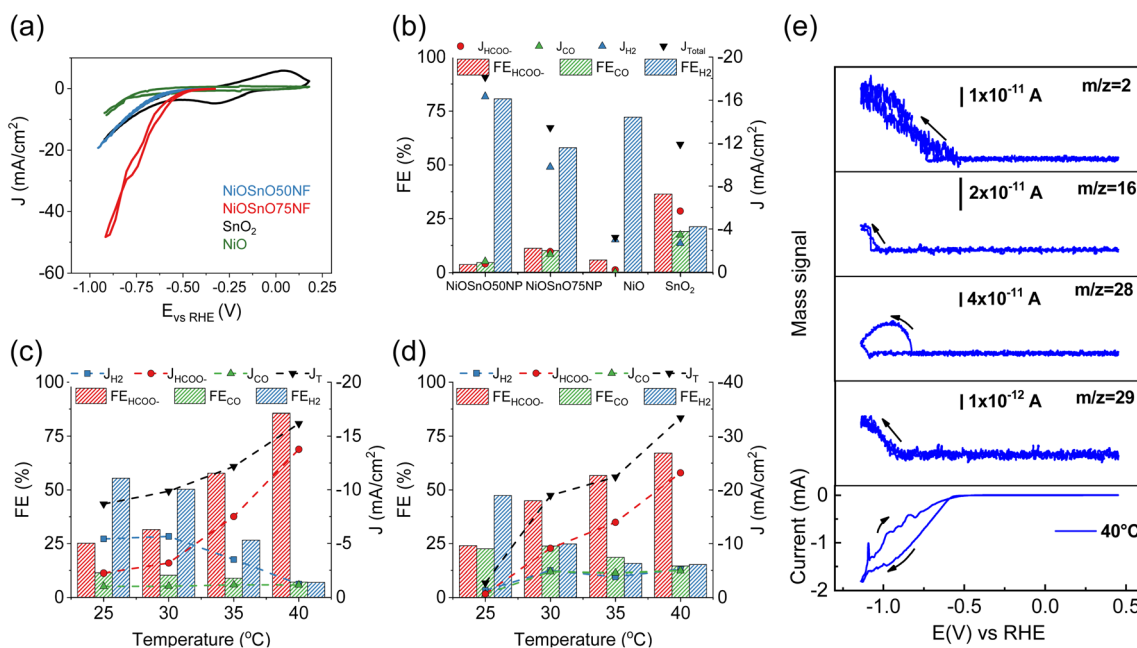 (a)
J (mA/cm²)
0
-20
-40
-60
-1.00 -0.75 -0.50 -0.25 0.00 0.25
E vs RHE (V)
NiOSnO50NF
NiOSnO75NF
SnO₂
NiO
(b)
J_HCOO- J_CO J_H2 J_Total
FE_HCOO- FE_CO FE_H2
FE (%)
100
75
50
25
0
-20
-16
-12
-8
-4
0
J (mA/cm²)
NiOSnO50NP NiOSnO75NP NiO SnO₂
(c)
J_H2 J_HCOO- J_CO J_T
FE_HCOO- FE_CO FE_H2
FE (%)
100
75
50
25
0
-20
-15
-10
-5
0
J (mA/cm²)
25 30 35 40
Temperature (°C)
(d)
J_H2 J_HCOO- J_CO J_T
FE_HCOO- FE_CO FE_H2
FE (%)
100
75
50
25
0
-40
-30
-20
-10
0
J (mA/cm²)
25 30 35 40
Temperature (°C)
(e)
Mass signal
1x10⁻¹¹ A m/z=2
2x10⁻¹¹ A m/z=16
4x10⁻¹¹ A m/z=28
1x10⁻¹² A m/z=29
Current (mA)
0
-1
-2
40°C
-1.0 -0.5 0.0 0.5
E(V) vs RHE